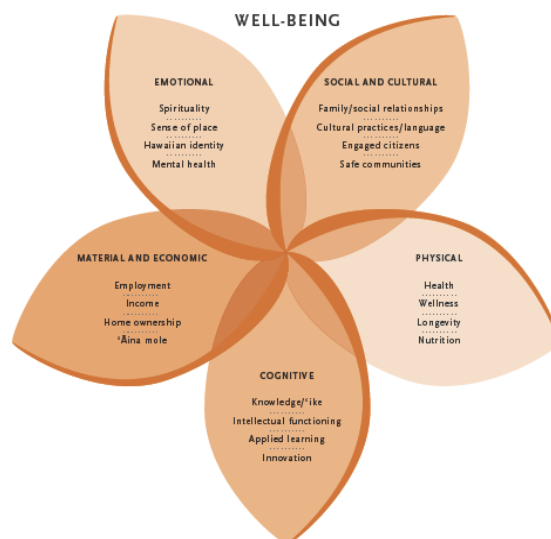 WELL-BEING
EMOTIONAL
Spirituality
Sense of place
Hawaiian identity
Mental health
SOCIAL AND CULTURAL
Family/social relationships
Cultural practices/language
Engaged citizens
Safe communities
MATERIAL AND ECONOMIC
Employment
Income
Home ownership
ʻĀina mole
PHYSICAL
Health
Wellness
Longevity
Nutrition
COGNITIVE
Knowledge/ʻike
Intellectual functioning
Applied learning
Innovation